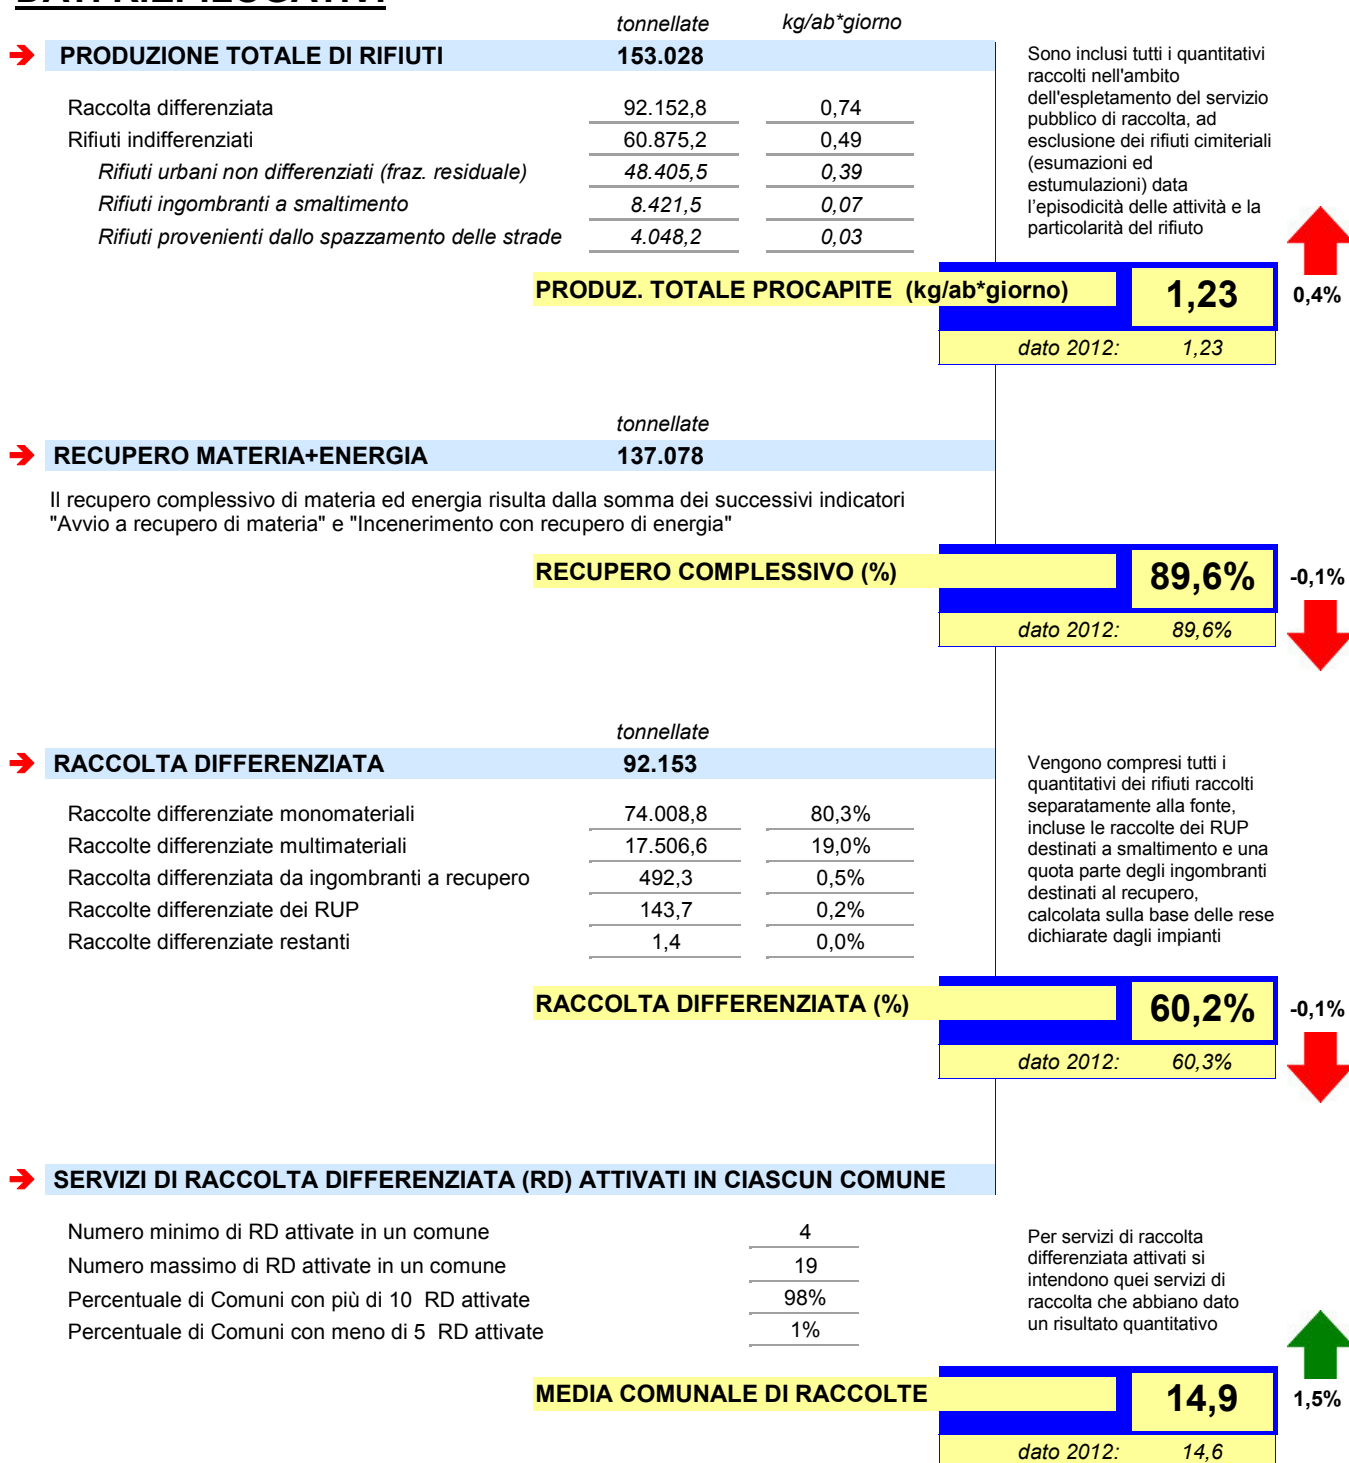 DATI RIEPILOGATIVI
tonnellate kg/ab*giorno
PRODUZIONE TOTALE DI RIFIUTI 153.028
Raccolta differenziata 92.152,8 0,74
Rifiuti indifferenziati 60.875,2 0,49
Rifiuti urbani non differenziati (fraz. residuale) 48.405,5 0,39
Rifiuti ingombranti a smaltimento 8.421,5 0,07
Rifiuti provenienti dallo spazzamento delle strade 4.048,2 0,03
Sono inclusi tutti i quantitativi
raccolti nell'ambito
dell'espletamento del servizio
pubblico di raccolta, ad
esclusione dei rifiuti cimiteriali
(esumazioni ed
estumulazioni) data
l’episodicità delle attività e la
particolarità del rifiuto
PRODUZ. TOTALE PROCAPITE (kg/ab*giorno) 1,23 0,4%
dato 2012: 1,23
tonnellate
RECUPERO MATERIA+ENERGIA 137.078
Il recupero complessivo di materia ed energia risulta dalla somma dei successivi indicatori
"Avvio a recupero di materia" e "Incenerimento con recupero di energia"
RECUPERO COMPLESSIVO (%) 89,6% -0,1%
dato 2012: 89,6%
tonnellate
RACCOLTA DIFFERENZIATA 92.153
Raccolte differenziate monomateriali 74.008,8 80,3%
Raccolte differenziate multimateriali 17.506,6 19,0%
Raccolta differenziata da ingombranti a recupero 492,3 0,5%
Raccolte differenziate dei RUP 143,7 0,2%
Raccolte differenziate restanti 1,4 0,0%
Vengono compresi tutti i
quantitativi dei rifiuti raccolti
separatamente alla fonte,
incluse le raccolte dei RUP
destinati a smaltimento e una
quota parte degli ingombranti
destinati al recupero,
calcolata sulla base delle rese
dichiarate dagli impianti
RACCOLTA DIFFERENZIATA (%) 60,2% -0,1%
dato 2012: 60,3%
SERVIZI DI RACCOLTA DIFFERENZIATA (RD) ATTIVATI IN CIASCUN COMUNE
Numero minimo di RD attivate in un comune 4
Numero massimo di RD attivate in un comune 19
Percentuale di Comuni con più di 10 RD attivate 98%
Percentuale di Comuni con meno di 5 RD attivate 1%
Per servizi di raccolta
differenziata attivati si
intendono quei servizi di
raccolta che abbiano dato
un risultato quantitativo
MEDIA COMUNALE DI RACCOLTE 14,9 1,5%
dato 2012: 14,6